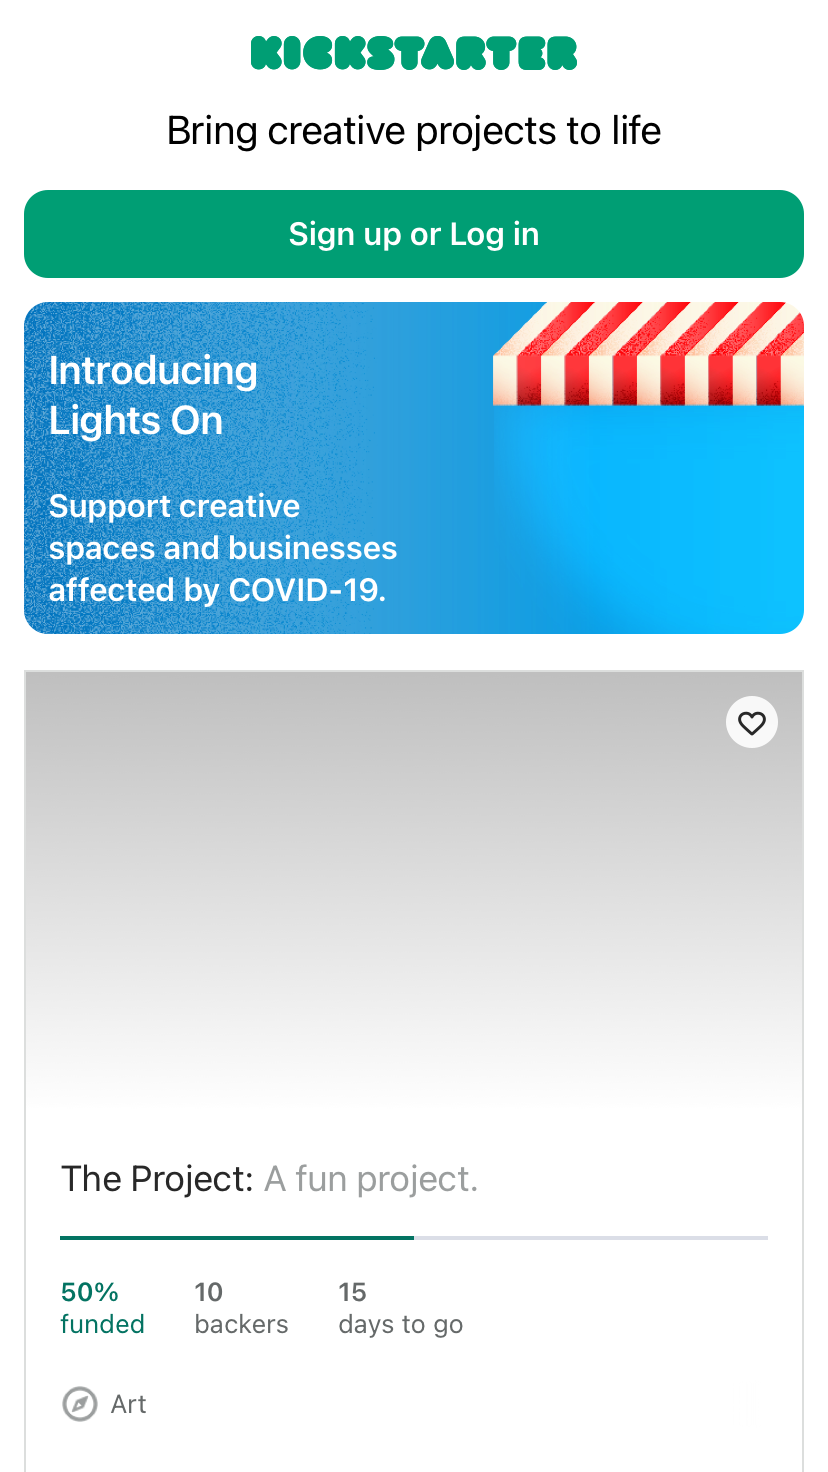 KICKSTARTER
Bring creative projects to life
Sign up or Log in
Introducing
Lights On
Support creative
spaces and businesses
affected by COVID-19.
The Project: A fun project.
50% 10 15
funded backers days to go
Art